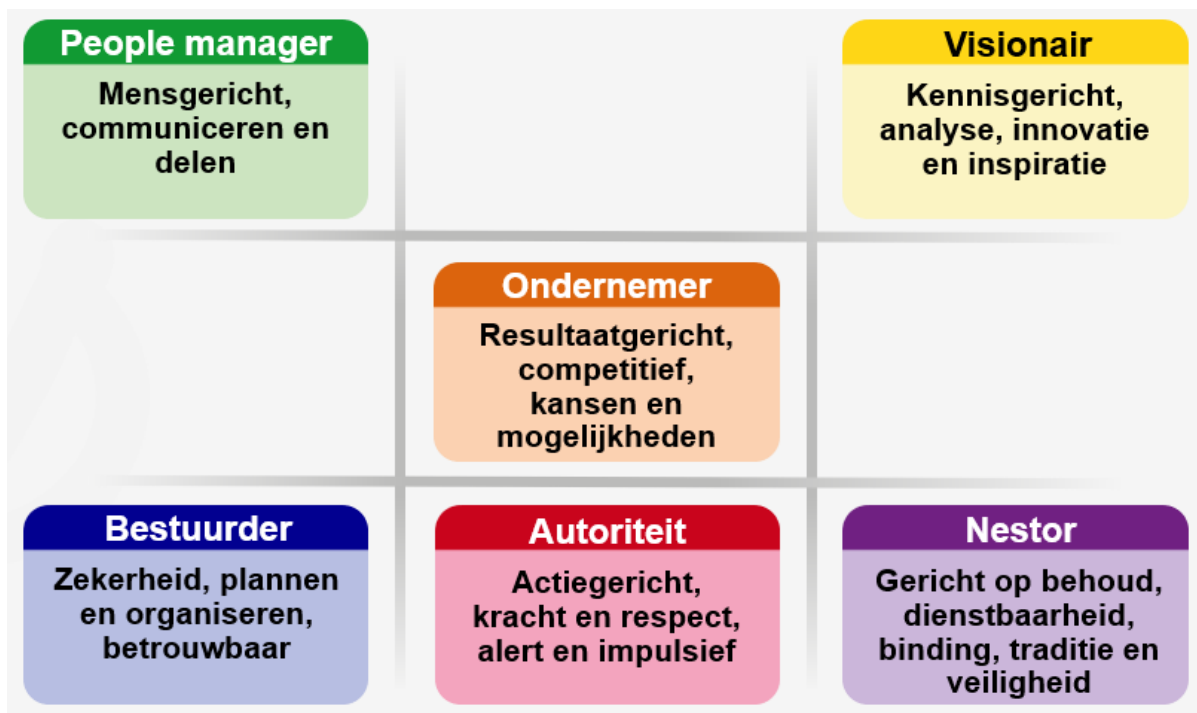 People manager
Mensgericht,
communiceren en
delen
Visionair
Kennisgericht,
analyse, innovatie
en inspiratie
Ondernemer
Resultaatgericht,
competitief,
kansen en
mogelijkheden
Bestuurder
Zekerheid, plannen
en organiseren,
betrouwbaar
Autoriteit
Actiegericht,
kracht en respect,
alert en impulsief
Nestor
Gericht op behoud,
dienstbaarheid,
binding, traditie en
veiligheid